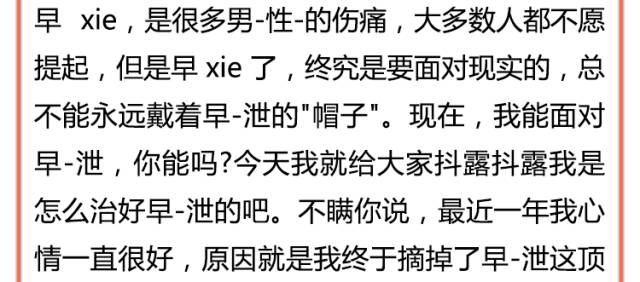 早 xie，是很多男-性-的伤痛，大多数人都不愿
提起，但是早 xie 了，终究是要面对现实的，总
不能永远戴着早-泄的"帽子"。现在，我能面对
早-泄，你能吗?今天我就给大家抖露抖露我是
怎么治好早-泄的吧。不瞒你说，最近一年我心
情一直很好，原因就是我终于摘掉了早-泄这顶